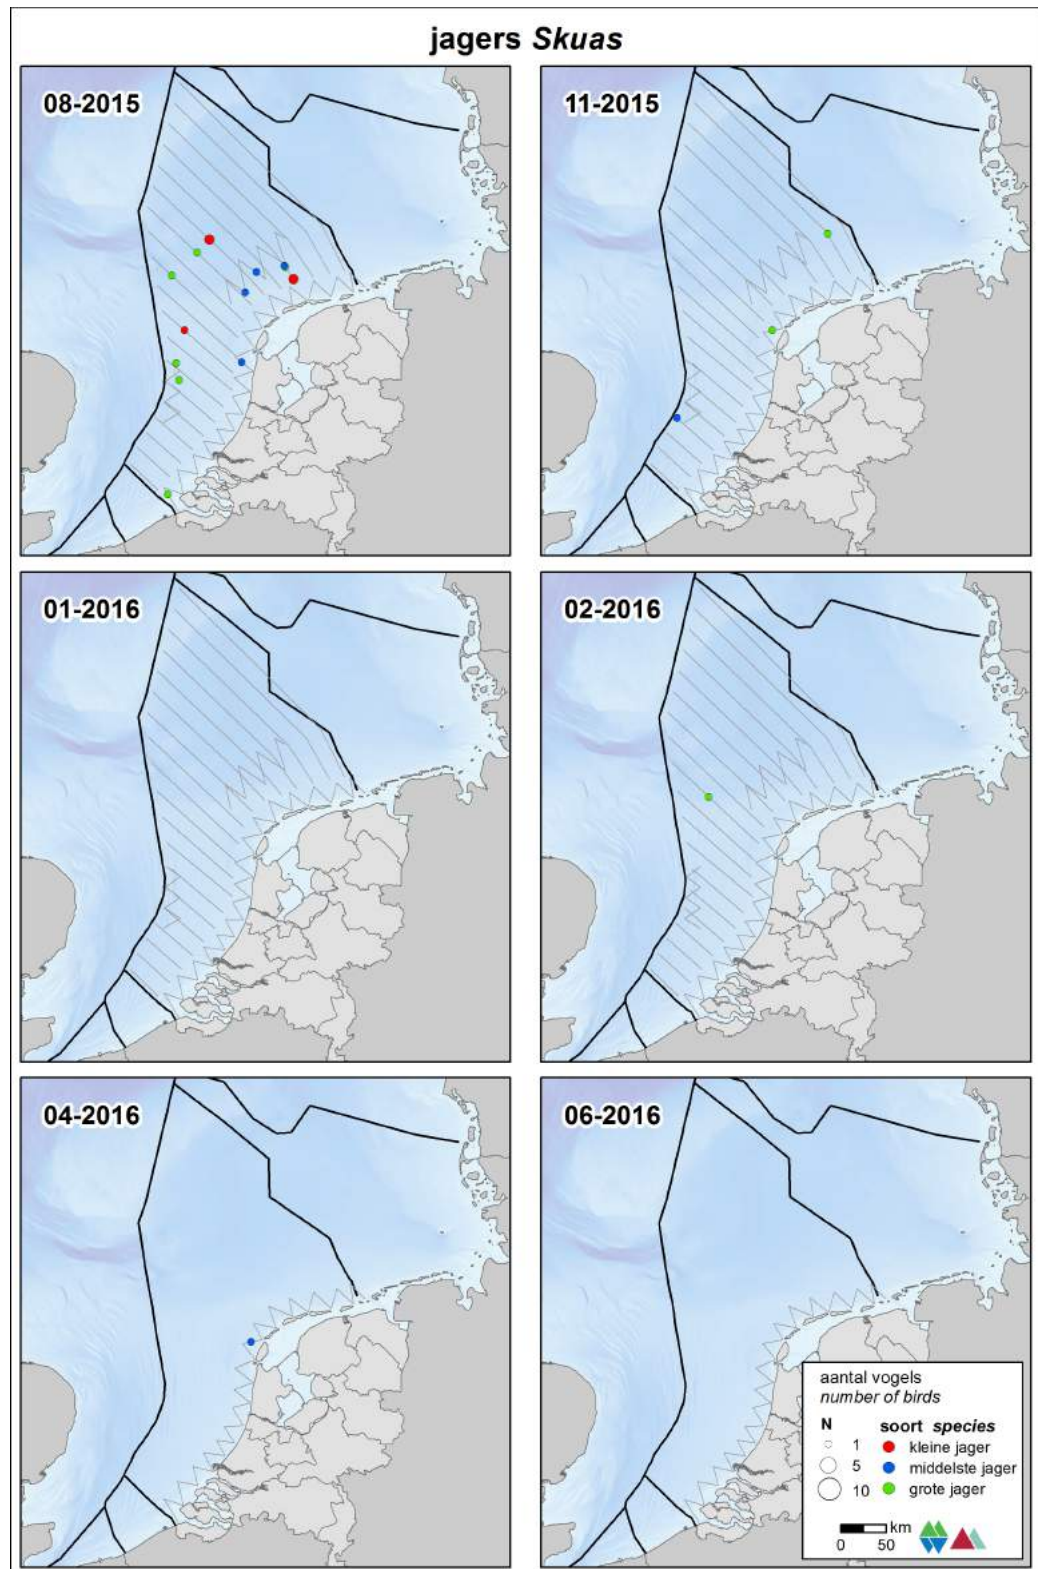 jagers Skuas
08-2015
11-2015
01-2016
02-2016
04-2016
06-2016
aantal vogels
number of birds
N soort species
1 kleine jager
5 middelste jager
10 grote jager
km
0 50